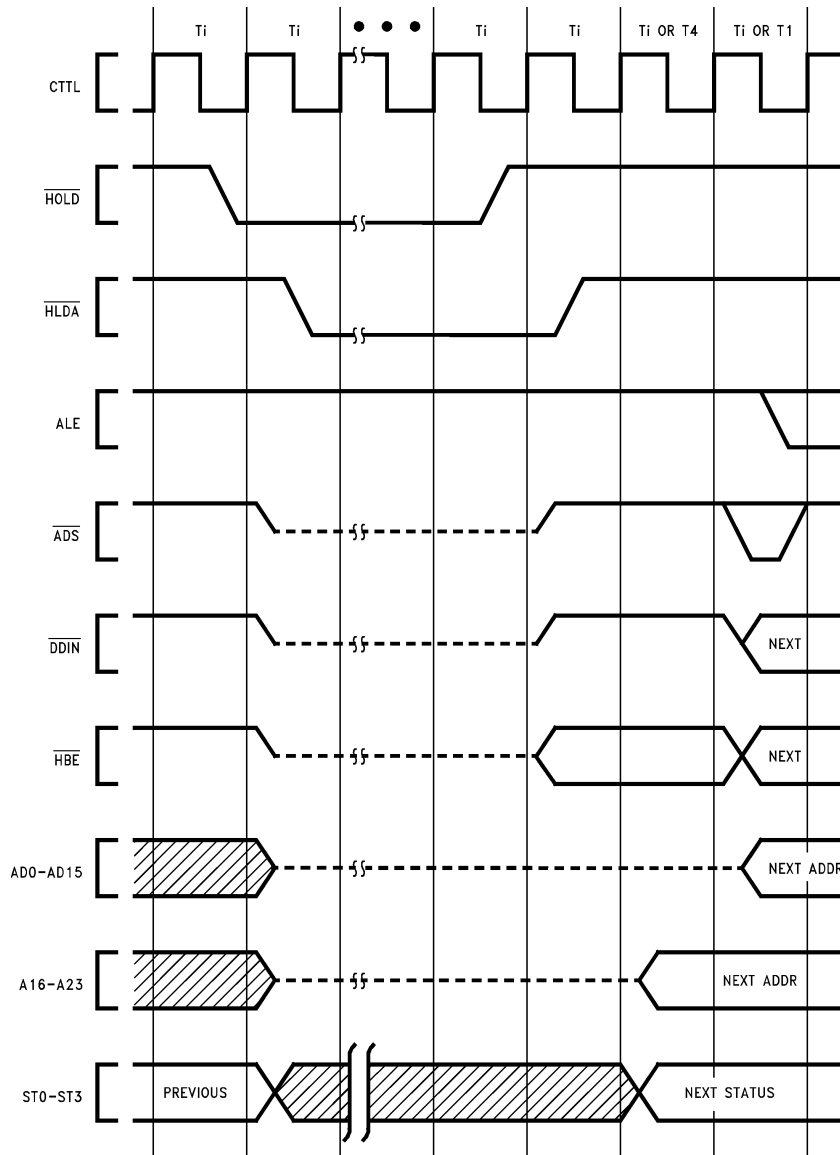 Ti Ti • • • Ti Ti Ti OR T4 Ti OR T1
CTTL
HOLD
HLDA
ALE
ADS
DDIN NEXT
HBE NEXT
AD0-AD15 NEXT ADDR
A16-A23 NEXT ADDR
ST0-ST3 PREVIOUS NEXT STATUS